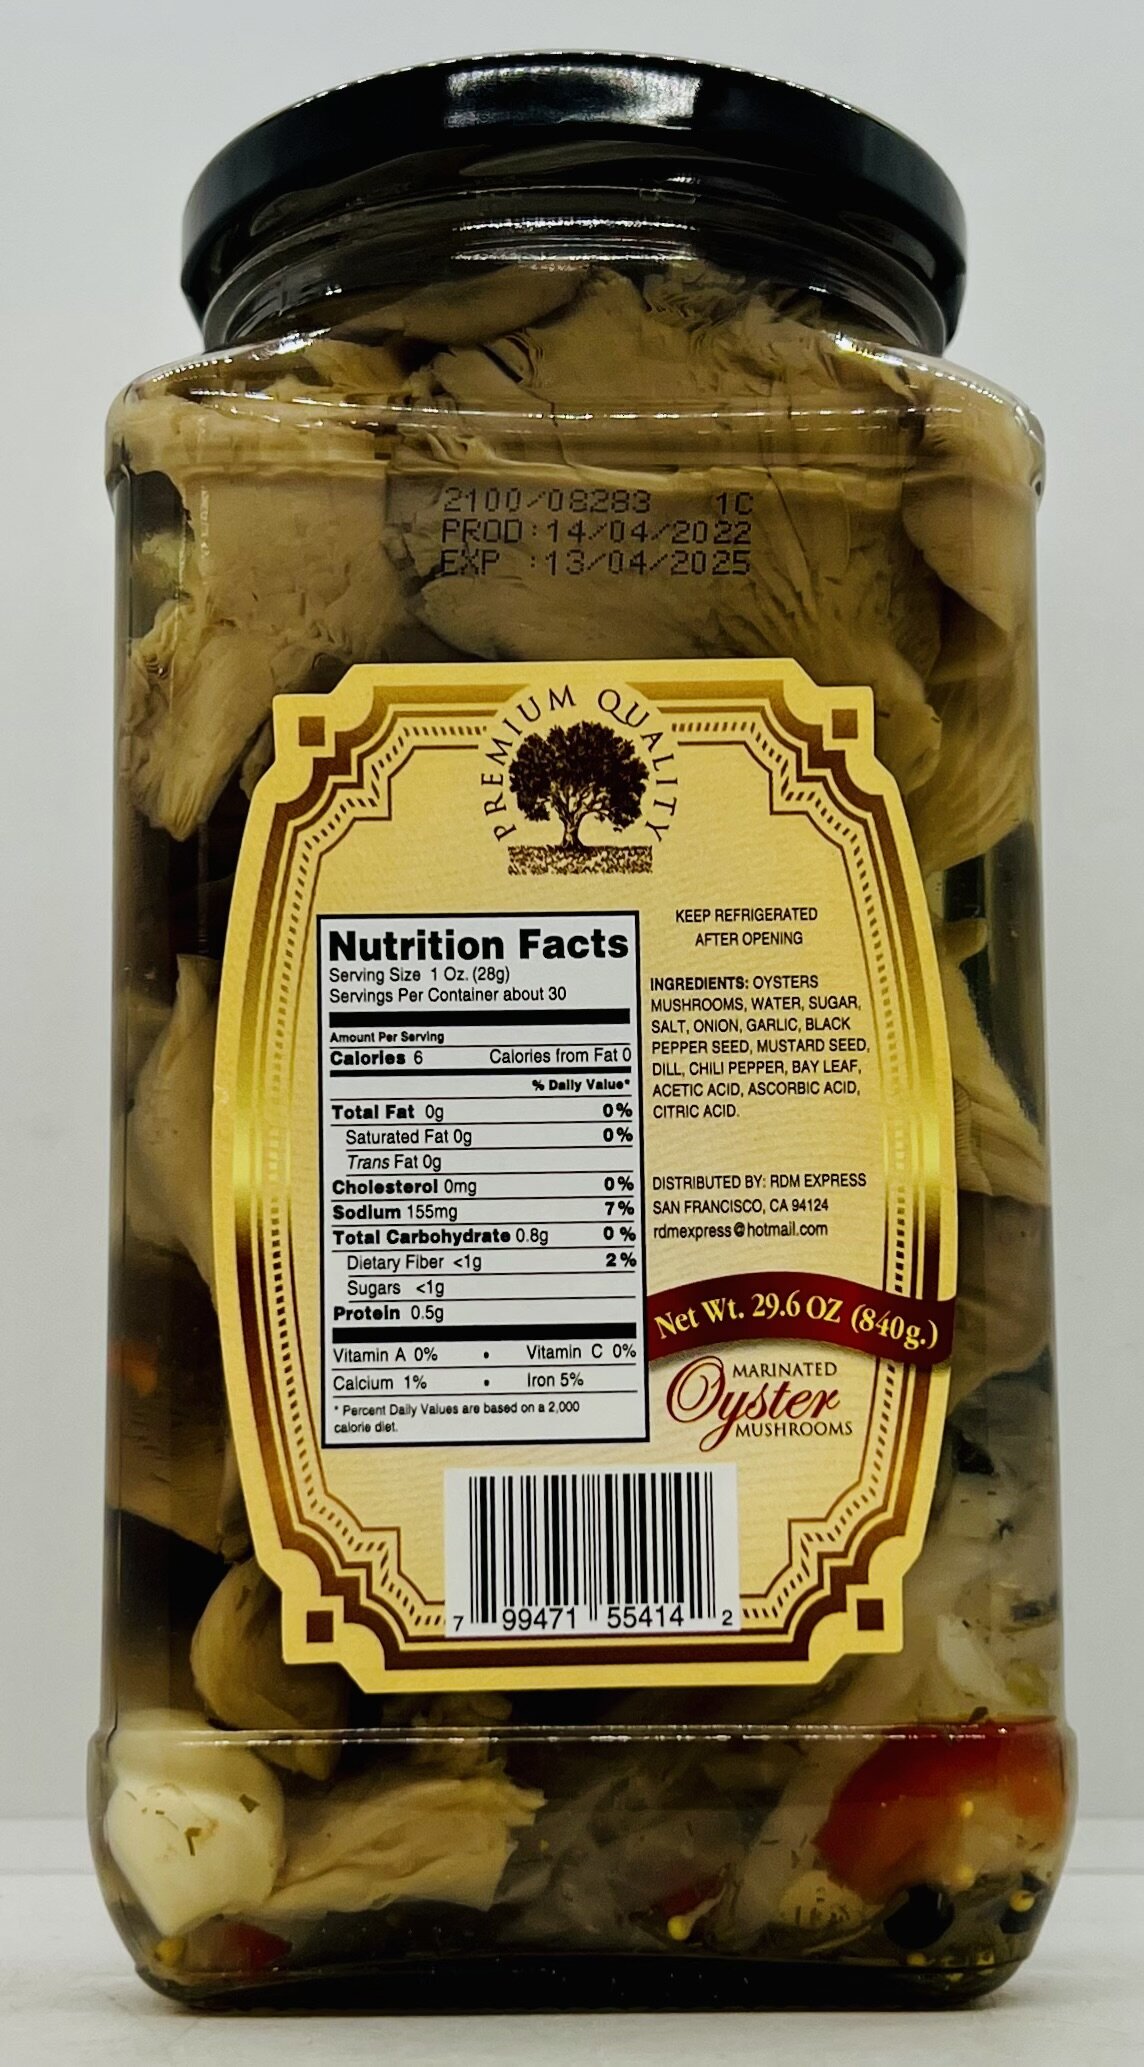 2100/08283 1C
PROD:14/04/2022
EXP :13/04/2025
PREMIUM QUALITY
Nutrition Facts
Serving Size 1 Oz. (28g)
Servings Per Container about 30
Amount Per Serving
Calories 6 Calories from Fat 0
% Daily Value*
Total Fat 0g 0%
Saturated Fat 0g 0%
Trans Fat 0g
Cholesterol 0mg 0%
Sodium 155mg 7%
Total Carbohydrate 0.8g 0 %
Dietary Fiber <1g 2%
Sugars <1g
Protein 0.5g
Vitamin A 0% • Vitamin C 0%
Calcium 1% • Iron 5%
* Percent Daily Values are based on a 2,000
calorie diet.
KEEP REFRIGERATED
AFTER OPENING
INGREDIENTS: OYSTERS
MUSHROOMS, WATER, SUGAR,
SALT, ONION, GARLIC, BLACK
PEPPER SEED, MUSTARD SEED,
DILL, CHILI PEPPER, BAY LEAF,
ACETIC ACID, ASCORBIC ACID,
CITRIC ACID.
DISTRIBUTED BY: RDM EXPRESS
SAN FRANCISCO, CA 94124
rdmexpress@hotmail.com
Net Wt. 29.6 OZ (840g.)
MARINATED
Oyster
MUSHROOMS
7 99471 55414 2